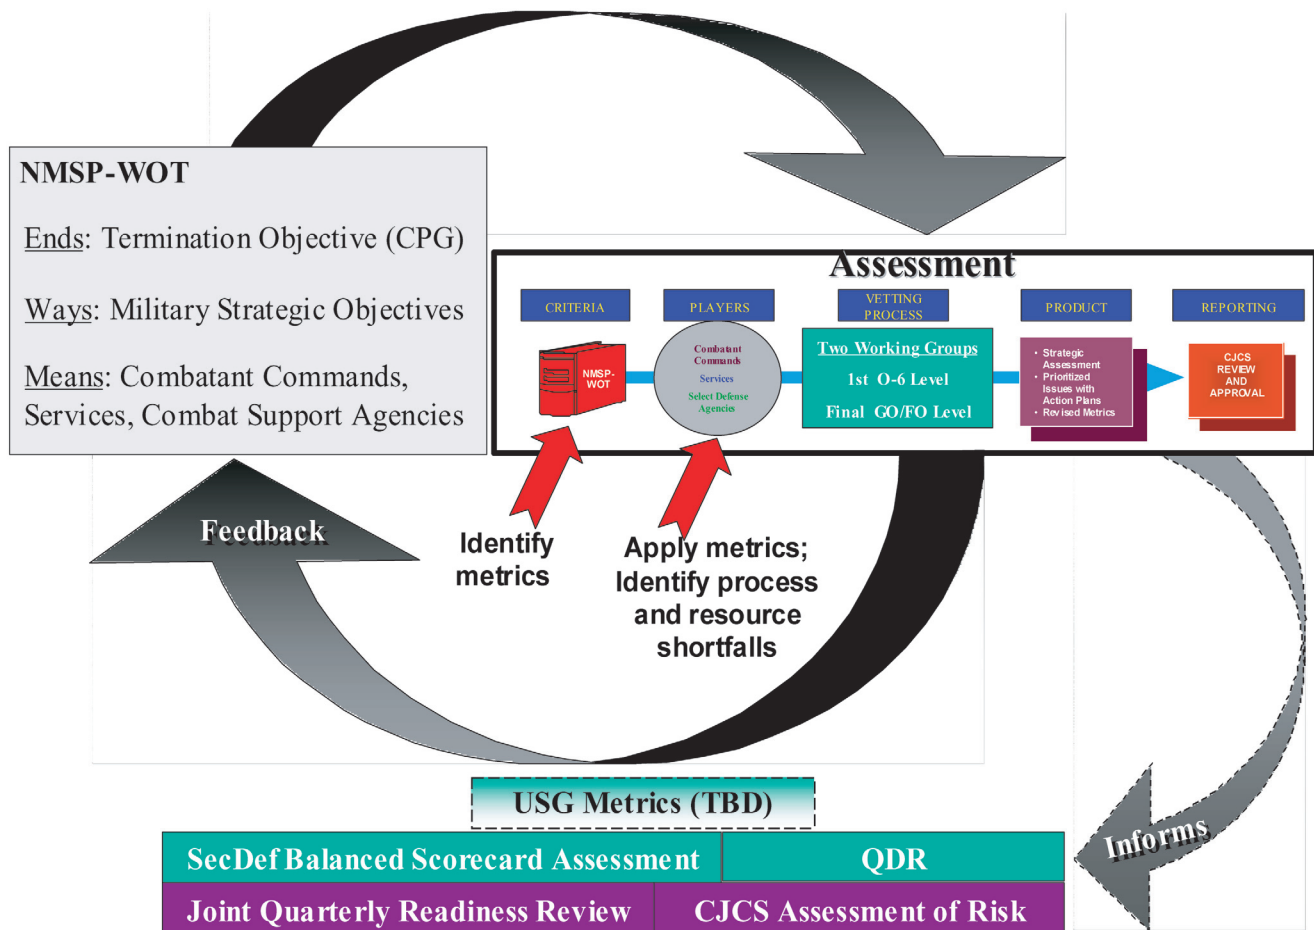 NMSP-WOT
Ends: Termination Objective (CPG)
Ways: Military Strategic Objectives
Means: Combatant Commands,
Services, Combat Support Agencies
Assessment
CRITERIA
PLAYERS
VETTING
PROCESS
PRODUCT
REPORTING
NMSP-
WOT
Combatant
Commands
Services
Select Defense
Agencies
Two Working Groups
1st O-6 Level
Final GO/FO Level
• Strategic
Assessment
• Prioritized
Issues with
Action Plans
• Revised Metrics
CJCS
REVIEW
AND
APPROVAL
Feedback
Identify
metrics
Apply metrics;
Identify process
and resource
shortfalls
Informs
USG Metrics (TBD)
SecDef Balanced Scorecard Assessment
QDR
Joint Quarterly Readiness Review
CJCS Assessment of Risk